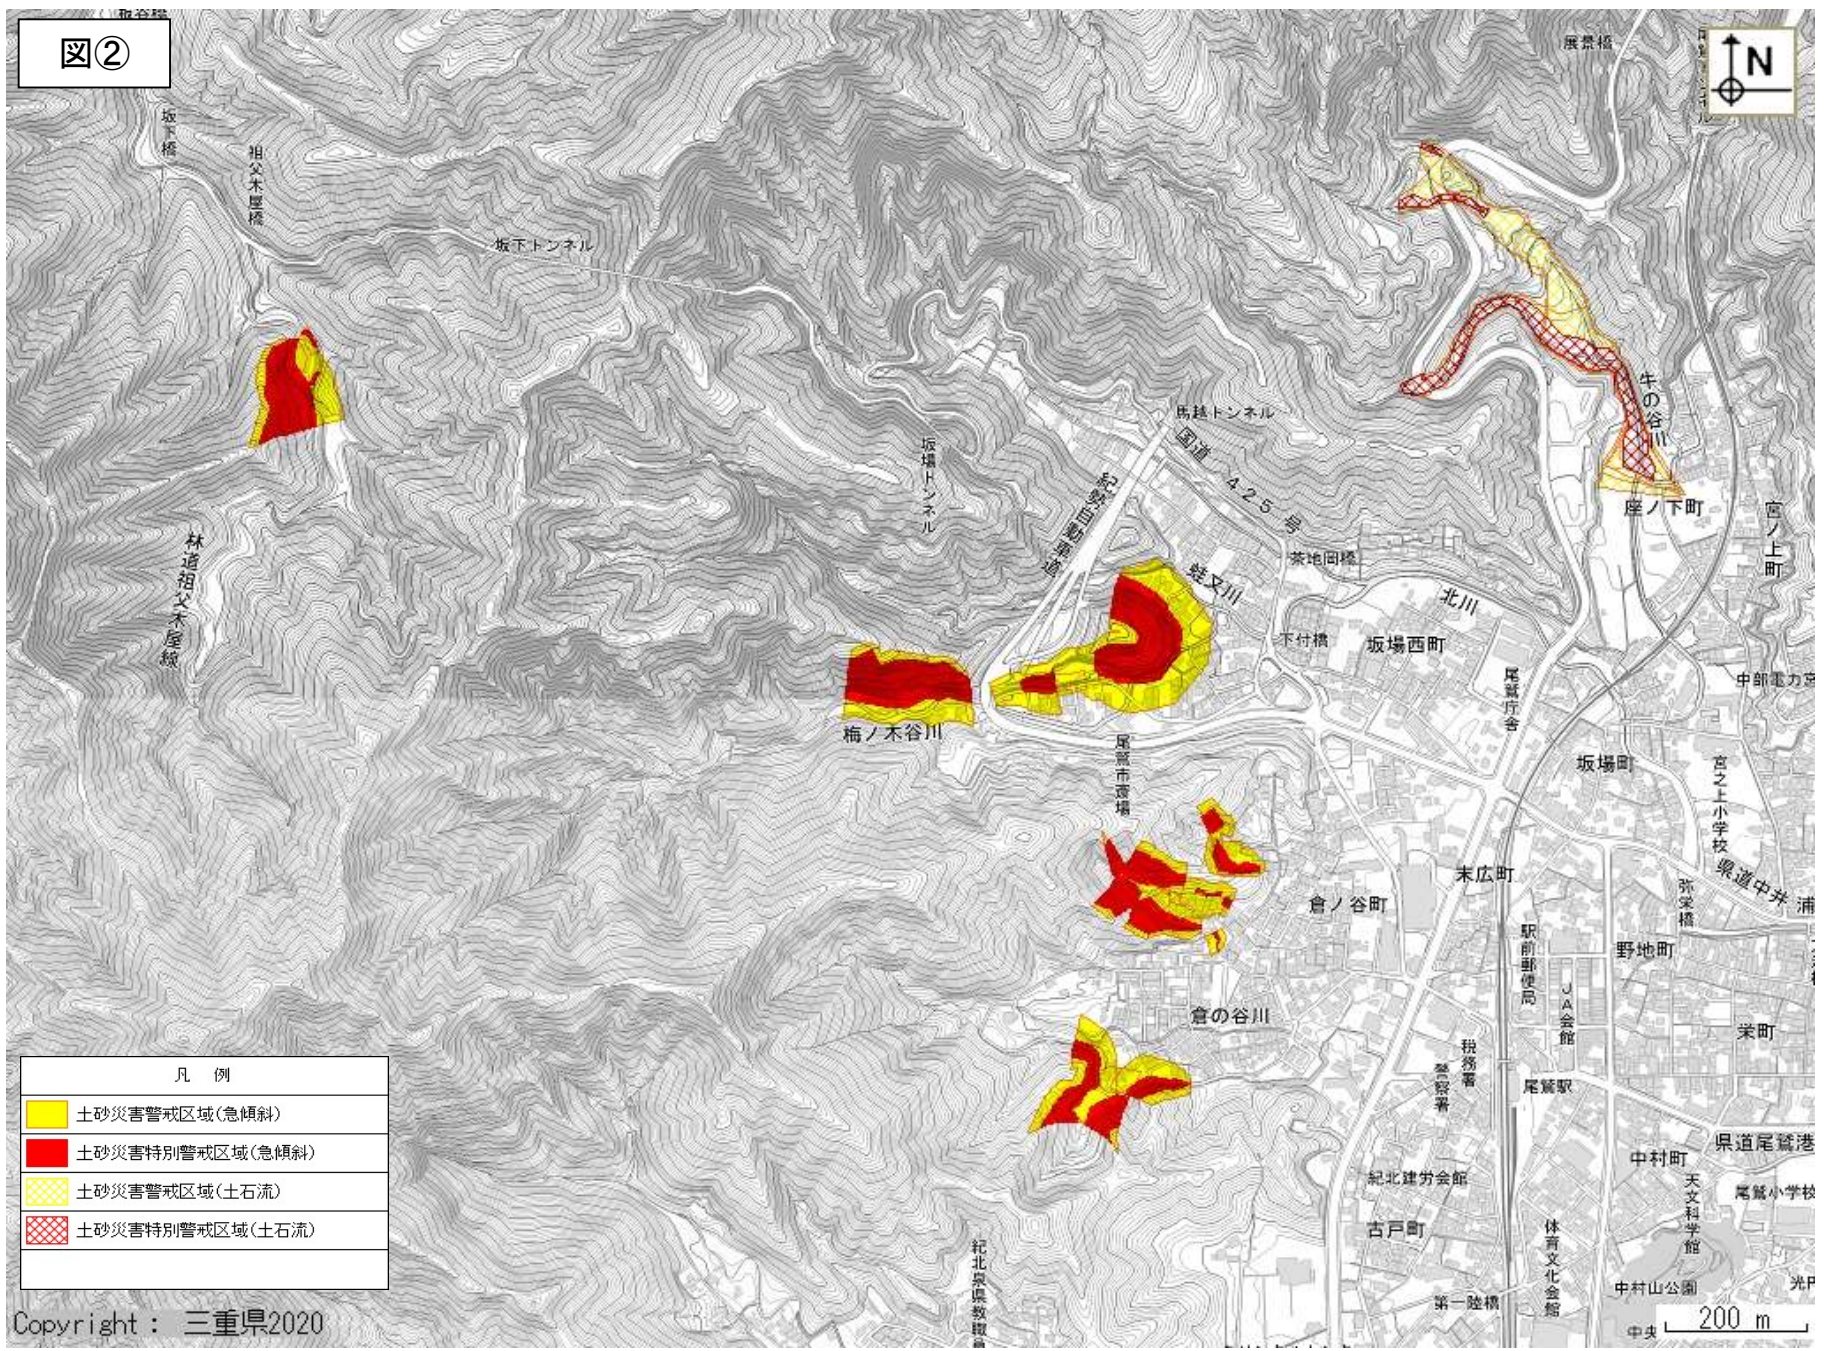 図②
N
展景橋
坂下橋
祖父木屋橋
坂下トンネル
馬越トンネル
国道425号
坂場トンネル
紀勢自動車道
牛の谷川
座ノ下町
宮ノ上町
林道祖父木屋線
蛙又川
茶地岡橋
北川
下付橋
坂場西町
尾鷲庁舎
中部電力宮
梅ノ木谷川
尾鷲市斎場
坂場町
宮之上小学校
県道中井浦
末広町
弥栄橋
倉ノ谷町
駅前郵便局
野地町
JA会館
倉の谷川
栄町
税務署
警察署
尾鷲駅
県道尾鷲港
中村町
紀北建労会館
天文科学館
尾鷲小学校
古戸町
体育文化会館
中村山公園
第一陸橋
中央
凡 例
土砂災害警戒区域(急傾斜)
土砂災害特別警戒区域(急傾斜)
土砂災害警戒区域(土石流)
土砂災害特別警戒区域(土石流)
Copyright : 三重県2020
200 m